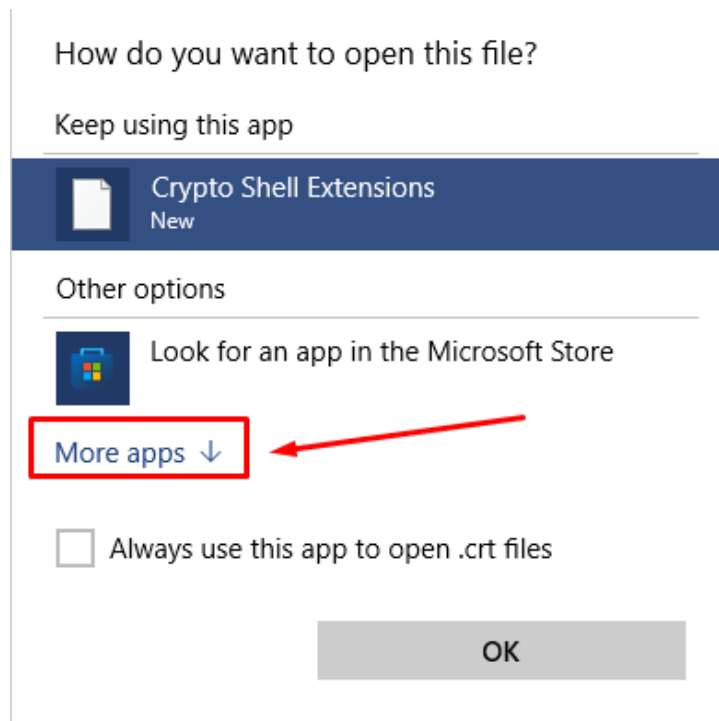 How do you want to open this file?
Keep using this app
Crypto Shell Extensions
New
Other options
Look for an app in the Microsoft Store
More apps ↓
Always use this app to open .crt files
OK